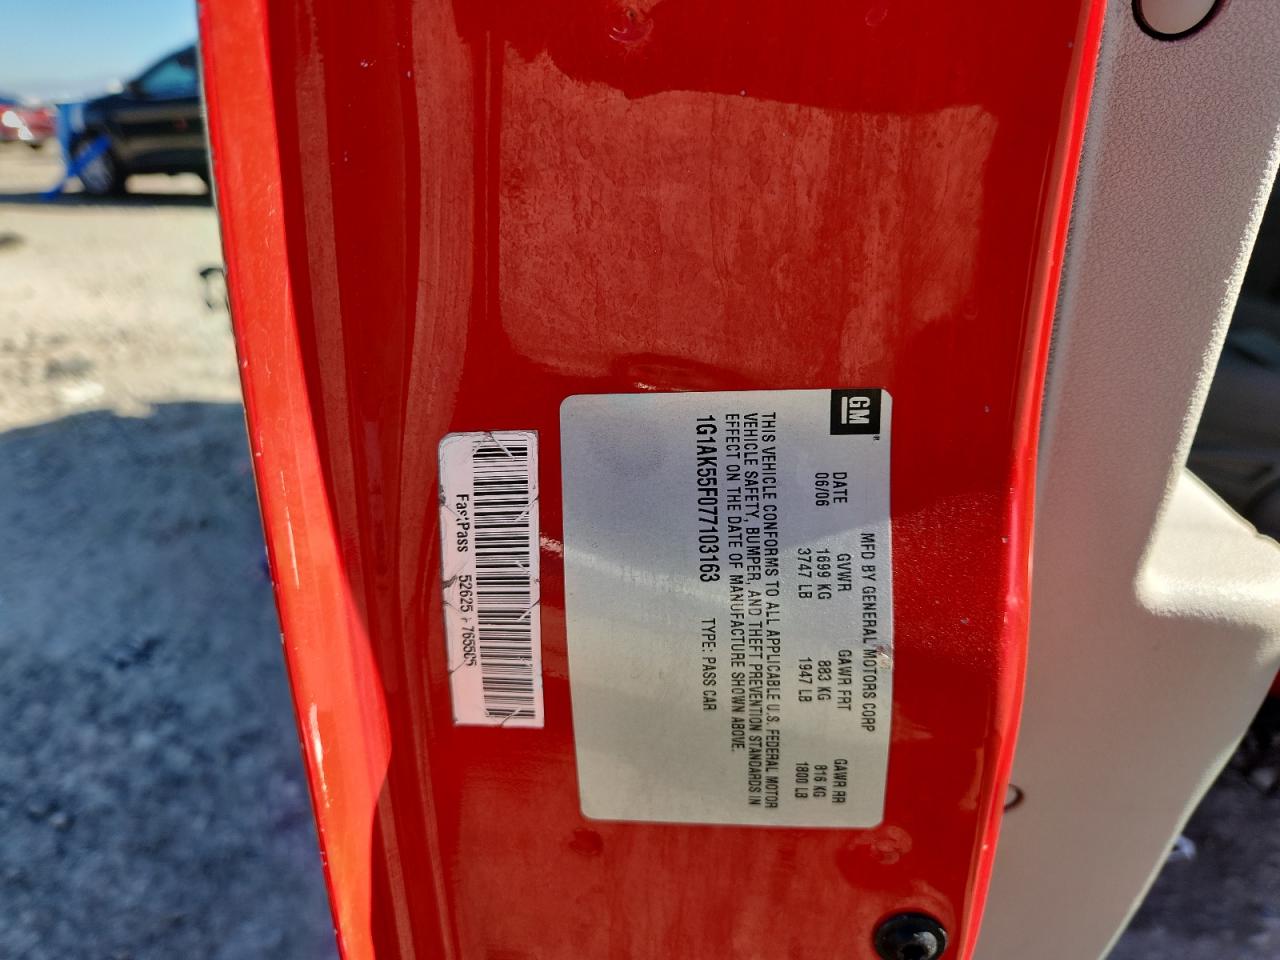 GM
MFD BY GENERAL MOTORS CORP
DATE GVWR GAWR FRT GAWR RR
06/06 1699 KG 883 KG 816 KG
3747 LB 1947 LB 1800 LB
THIS VEHICLE CONFORMS TO ALL APPLICABLE U.S. FEDERAL MOTOR
VEHICLE SAFETY, BUMPER, AND THEFT PREVENTION STANDARDS IN
EFFECT ON THE DATE OF MANUFACTURE SHOWN ABOVE.
1G1AK55F077103163 TYPE: PASS CAR
FastPass 52625